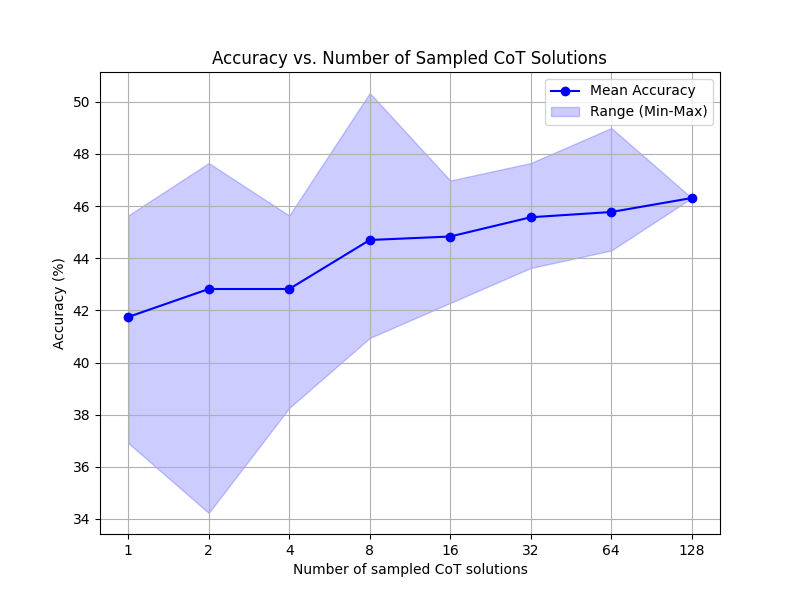 Accuracy vs. Number of Sampled CoT Solutions
Mean Accuracy
Range (Min-Max)
Accuracy (%)
50
48
46
44
42
40
38
36
34
1 2 4 8 16 32 64 128
Number of sampled CoT solutions